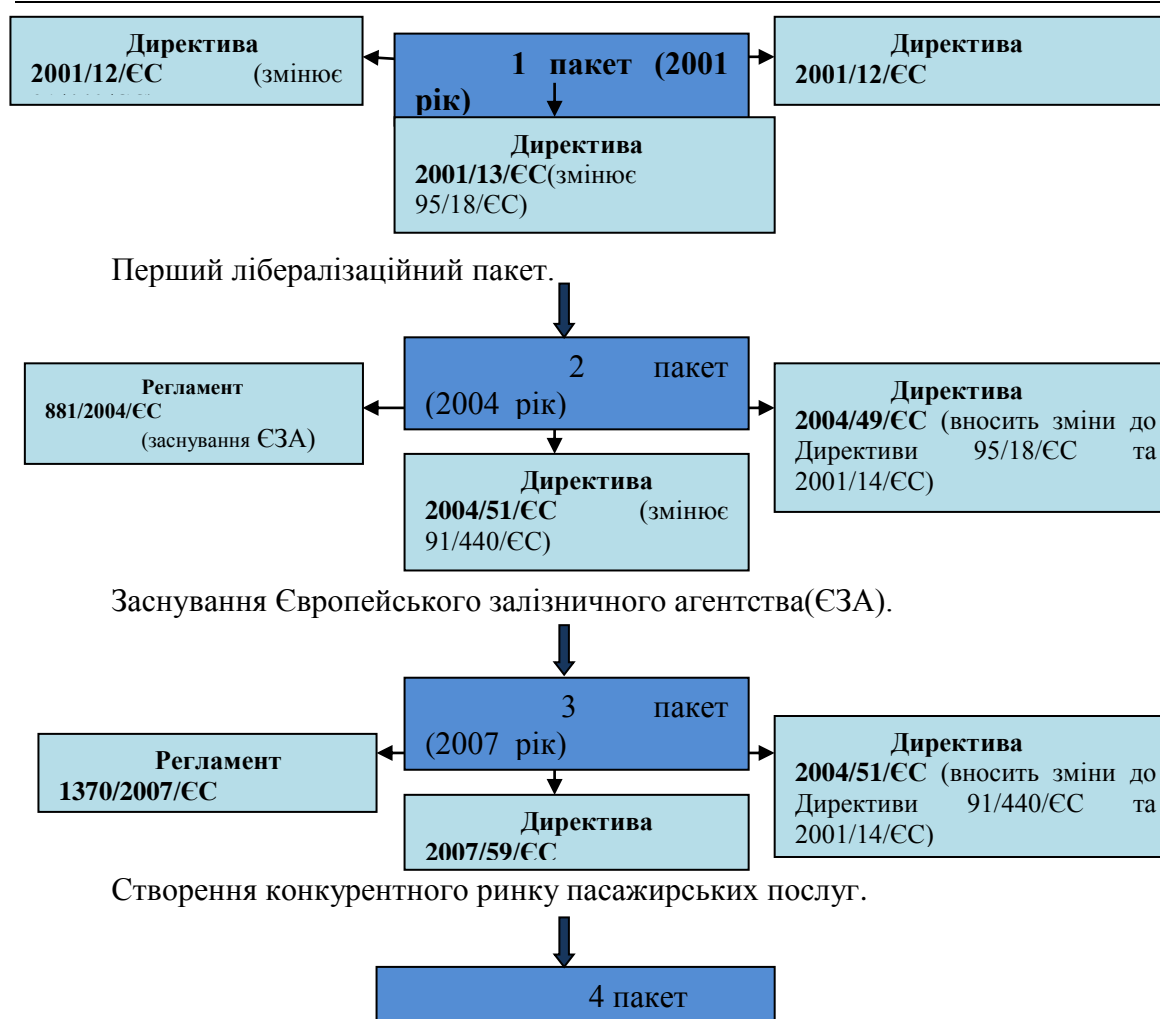 Директива
2001/12/ЄС (змінює
1 пакет (2001
рік)
Директива
2001/12/ЄС
Директива
2001/13/ЄС(змінює
95/18/ЄС)
Перший лібералізаційний пакет.
2 пакет
(2004 рік)
Регламент
881/2004/ЄС
(заснування ЄЗА)
Директива
2004/49/ЄС (вносить зміни до
Директиви 95/18/ЄС та
2001/14/ЄС)
Директива
2004/51/ЄС (змінює
91/440/ЄС)
Заснування Європейського залізничного агентства(ЄЗА).
3 пакет
(2007 рік)
Регламент
1370/2007/ЄС
Директива
2004/51/ЄС (вносить зміни до
Директиви 91/440/ЄС та
2001/14/ЄС)
Директива
2007/59/ЄС
Створення конкурентного ринку пасажирських послуг.
4 пакет